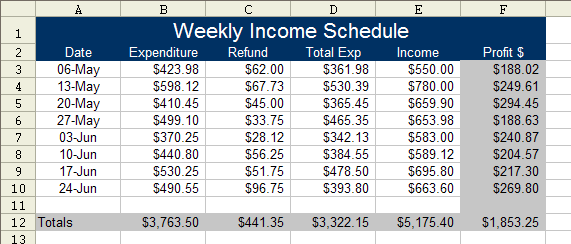 A B C D E F
1 Weekly Income Schedule
2 Date Expenditure Refund Total Exp Income Profit $
3 06-May $423.98 $62.00 $361.98 $550.00 $188.02
4 13-May $598.12 $67.73 $530.39 $780.00 $249.61
5 20-May $410.45 $45.00 $365.45 $659.90 $294.45
6 27-May $499.10 $33.75 $465.35 $653.98 $188.63
7 03-Jun $370.25 $28.12 $342.13 $583.00 $240.87
8 10-Jun $440.80 $56.25 $384.55 $589.12 $204.57
9 17-Jun $530.25 $51.75 $478.50 $695.80 $217.30
10 24-Jun $490.55 $96.75 $393.80 $663.60 $269.80
11
12 Totals $3,763.50 $441.35 $3,322.15 $5,175.40 $1,853.25
13